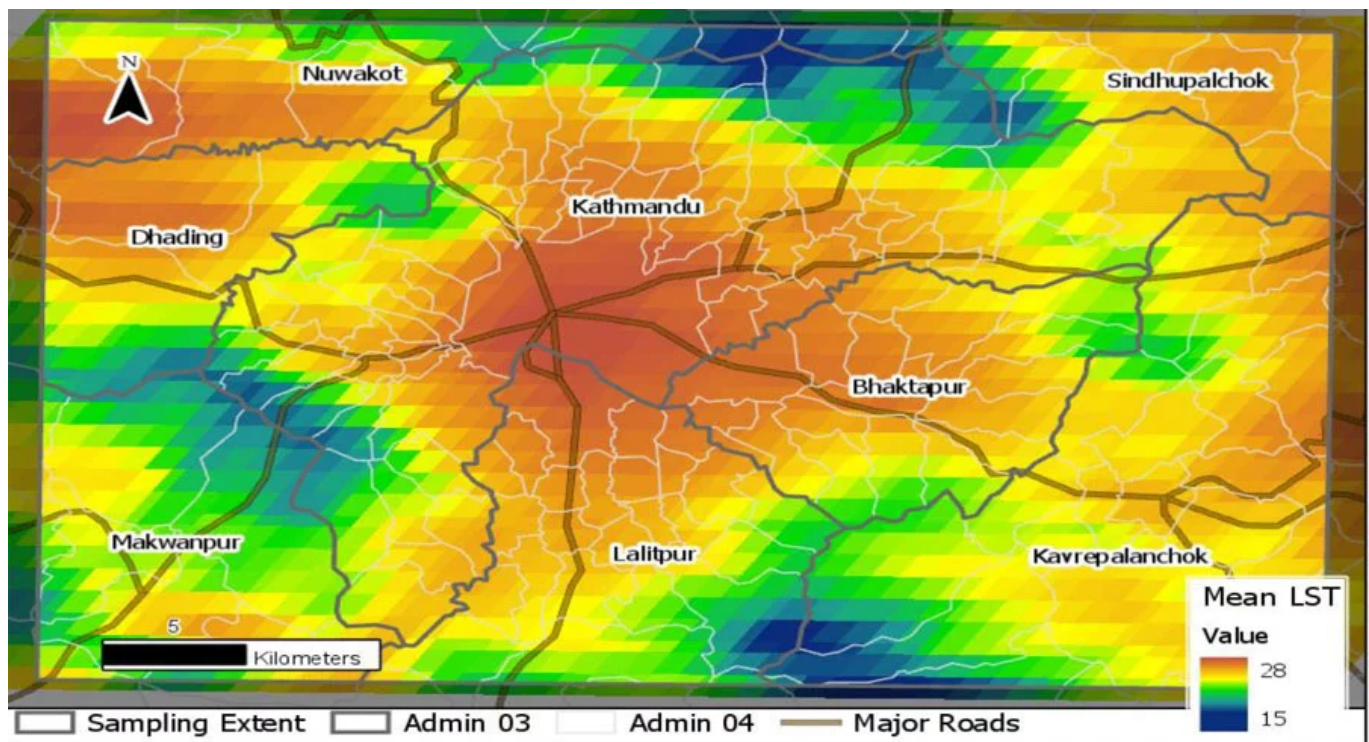 N
Nuwakot
Sindhupalchok
Kathmandu
Dhading
Bhaktapur
Makwanpur
Lalitpur
Kavrepalanchok
5
Kilometers
Mean LST
Value
28
15
Sampling Extent Admin 03 Admin 04 Major Roads